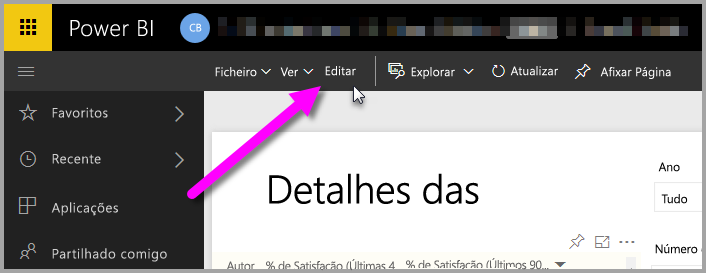 Power BI CB
Ficheiro Ver Editar Explorar Atualizar Afixar Página
Favoritos
Recente
Aplicações
Partilhado comigo
Detalhes das
Ano
Tudo
Número
Autor % de Satisfação (Últimas 4... % de Satisfação (Últimos 90...